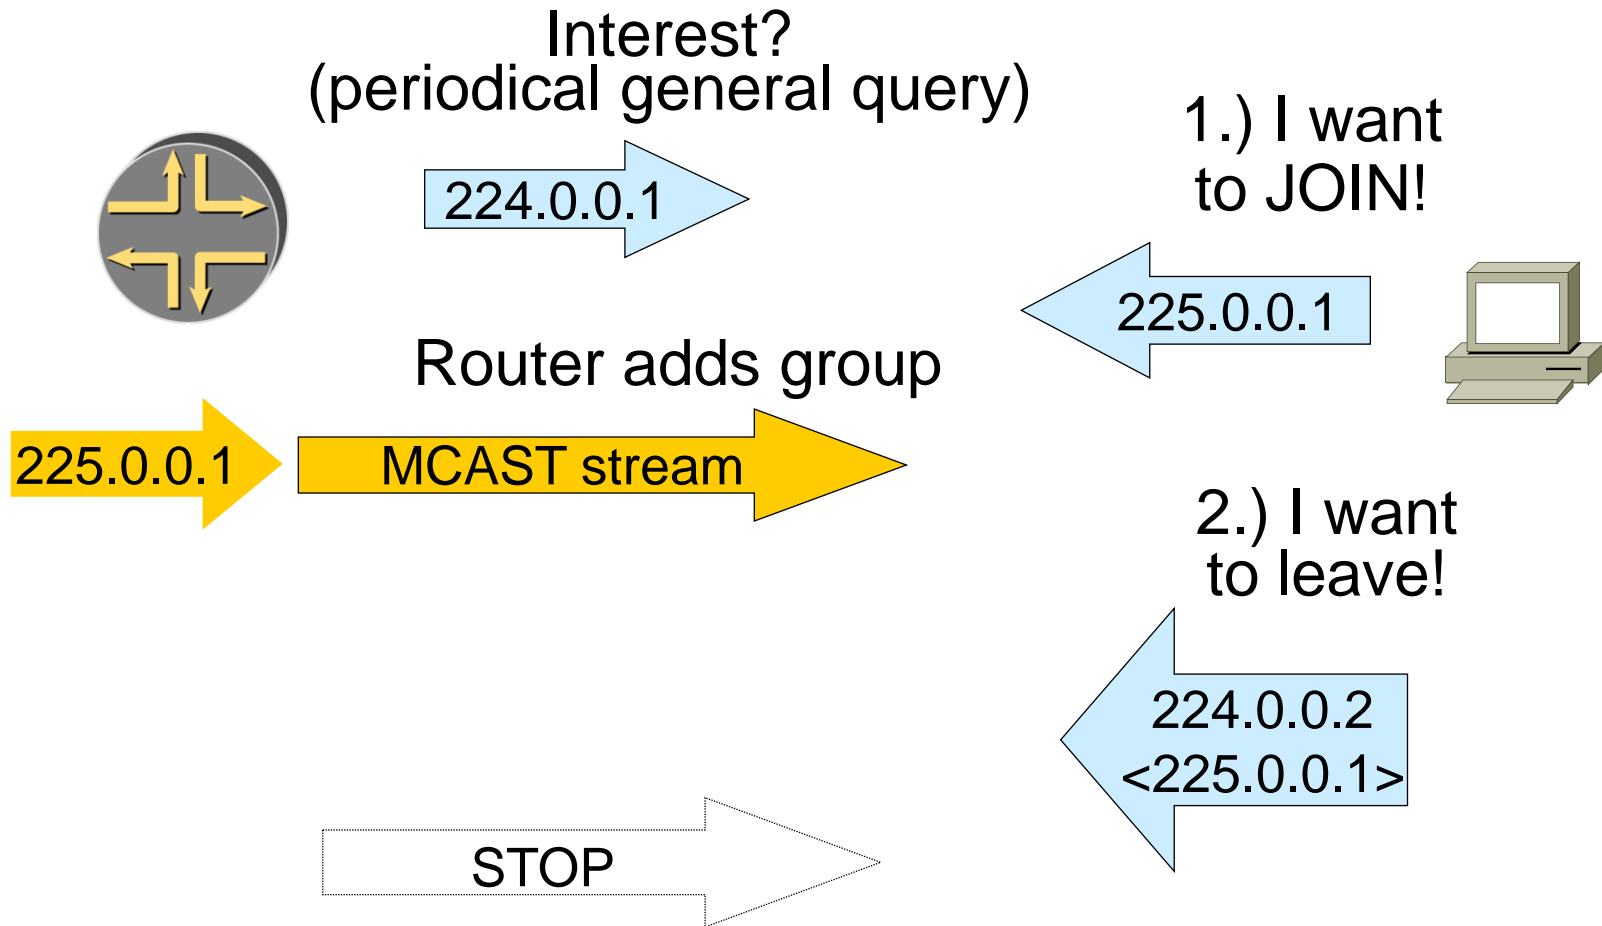 Interest?
(periodical general query)
1.) I want
to JOIN!
224.0.0.1
225.0.0.1
Router adds group
225.0.0.1
MCAST stream
2.) I want
to leave!
224.0.0.2
<225.0.0.1>
STOP